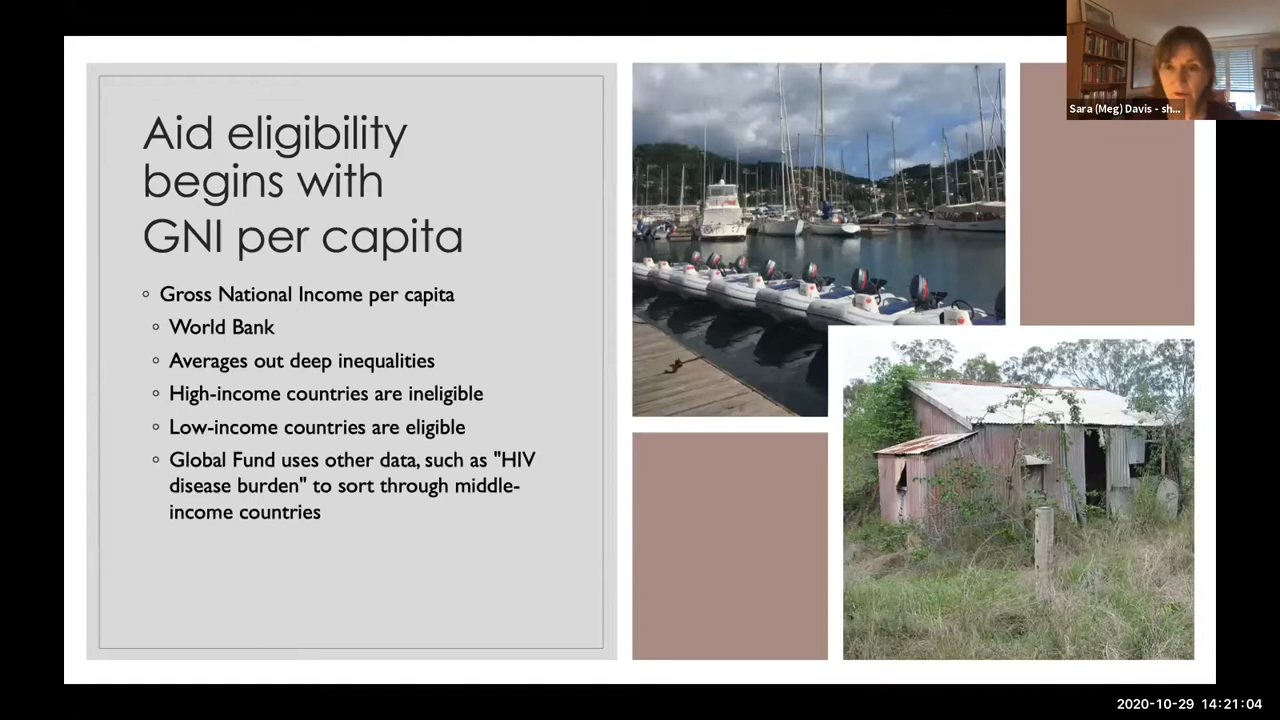 Aid eligibility
begins with
GNI per capita
◦ Gross National Income per capita
◦ World Bank
◦ Averages out deep inequalities
◦ High-income countries are ineligible
◦ Low-income countries are eligible
◦ Global Fund uses other data, such as "HIV
disease burden" to sort through middle-
income countries
Sara (Meg) Davis - sh...
2020-10-29 14:21:04